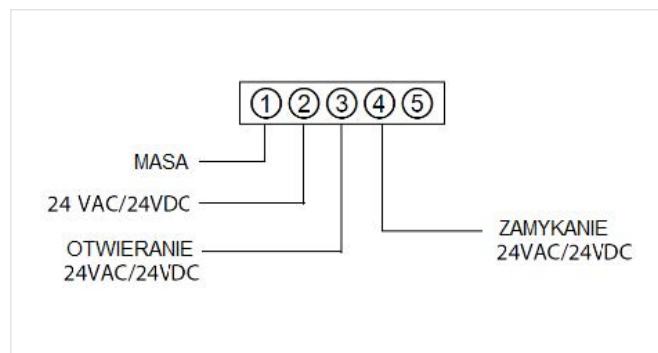 1 2 3 4 5
MASA
24 VAC/24VDC
OTWIERANIE
24VAC/24VDC
ZAMYKANIE
24VAC/24VDC